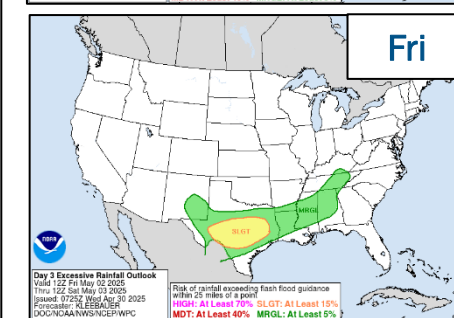 Fri
MRGL
SLGT
NOAA
Day 3 Excessive Rainfall Outlook
Valid 12Z Fri May 02 2025
Thru 12Z Sat May 03 2025
Issued: 0725Z Wed Apr 30 2025
Forecaster: KLEEBAUER
DOC/NOAA/NWS/NCEP/WPC
Risk of rainfall exceeding flash flood guidance
within 25 miles of a point
HIGH: At Least 70% SLGT: At Least 15%
MDT: At Least 40% MRGL: At Least 5%